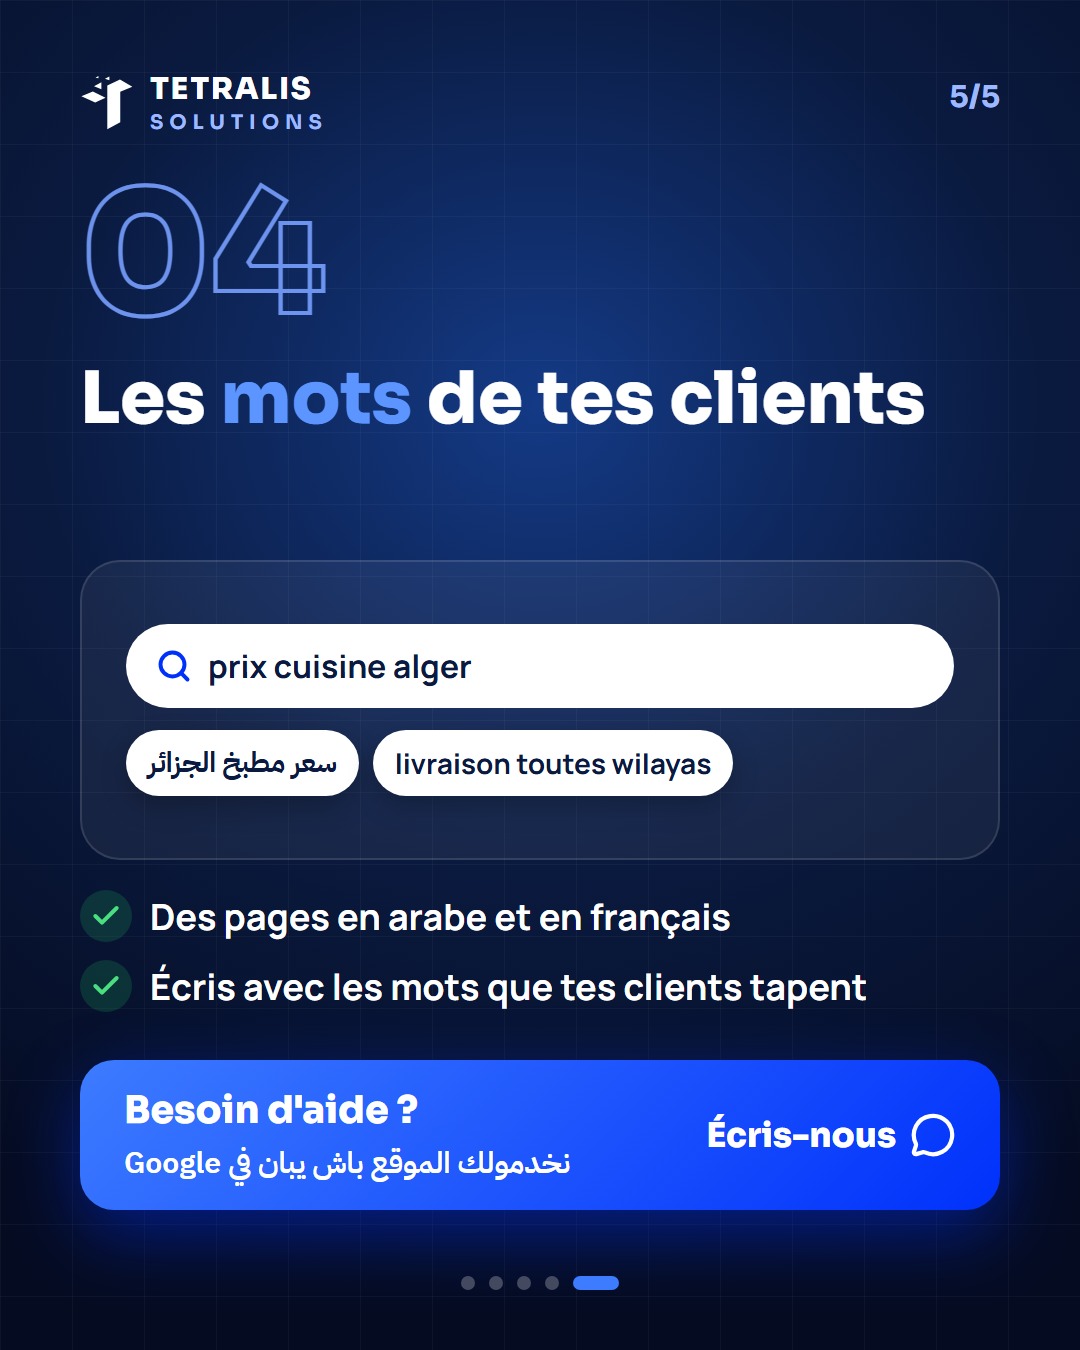 TETRALIS
SOLUTIONS
5/5
04
Les mots de tes clients
prix cuisine alger
سعر مطبخ الجزائر
livraison toutes wilayas
Des pages en arabe et en français
Écris avec les mots que tes clients tapent
Besoin d'aide ?
نخدمولك الموقع باش يبان في Google
Écris-nous